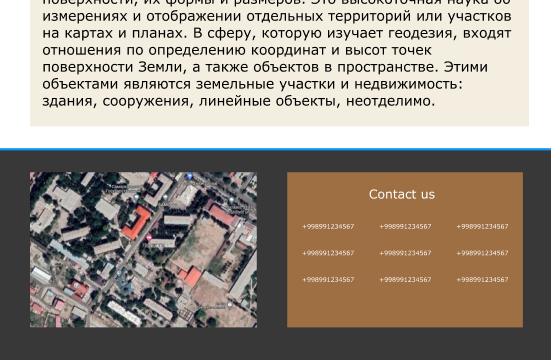 поверхности, их формы и размеров. Это высокоточная наука об
измерениях и отображении отдельных территорий или участков
на картах и планах. В сферу, которую изучает геодезия, входят
отношения по определению координат и высот точек
поверхности Земли, а также объектов в пространстве. Этими
объектами являются земельные участки и недвижимость:
здания, сооружения, линейные объекты, неотделимо.
Contact us
+998991234567 +998991234567 +998991234567
+998991234567 +998991234567 +998991234567
+998991234567 +998991234567 +998991234567